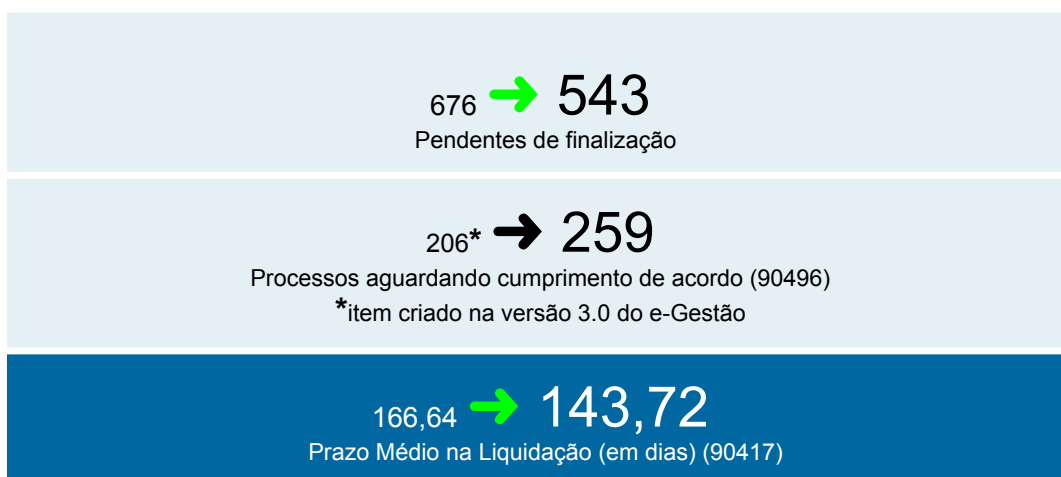 676 ➜ 543
Pendentes de finalização
206* ➜ 259
Processos aguardando cumprimento de acordo (90496)
*item criado na versão 3.0 do e-Gestão
166,64 ➜ 143,72
Prazo Médio na Liquidação (em dias) (90417)